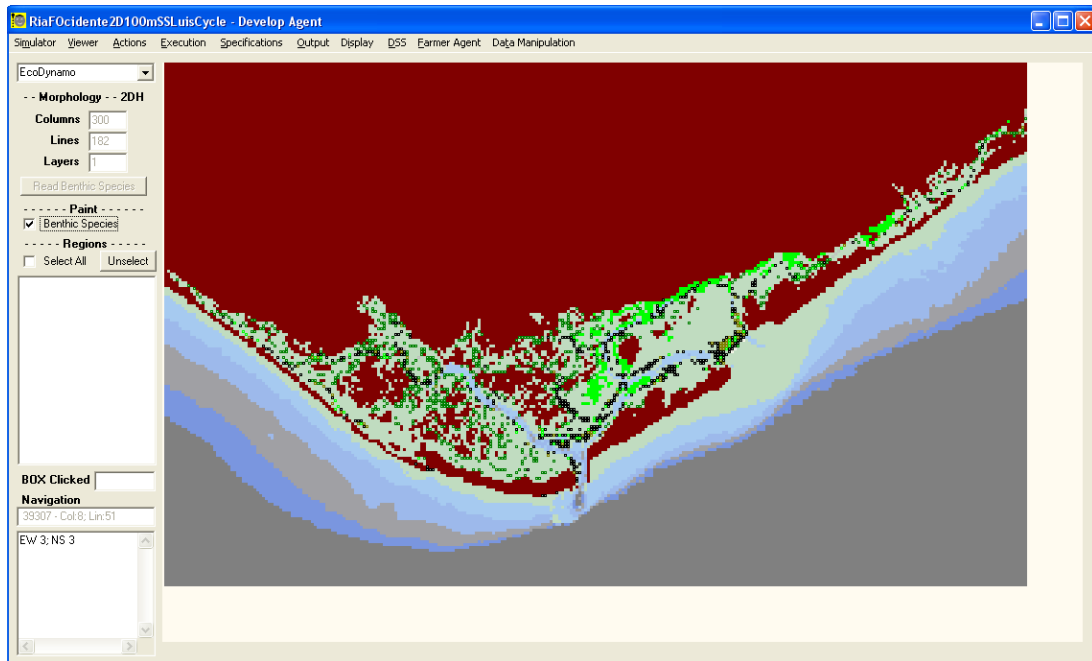 RiaFOcidente2D100mSSLuisCycle - Develop Agent
Simulator Viewer Actions Execution Specifications Output Display DSS Farmer Agent Data Manipulation
EcoDynamo
- - Morphology - - 2DH
Columns 300
Lines 182
Layers 1
Read Benthic Species
- - - - - - Paint - - - - - -
Benthic Species
- - - - - Regions - - - - -
Select All Unselect
BOX Clicked
Navigation
39307 - Col:8; Lin:51
EW 3; NS 3